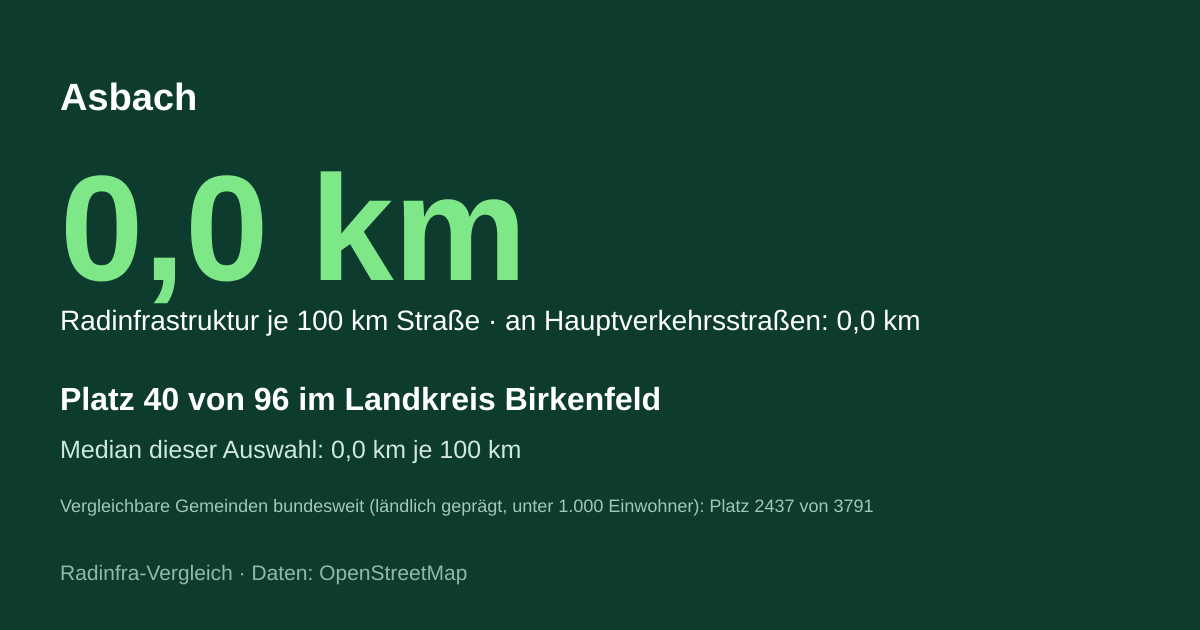 Asbach
0,0 km
Radinfrastruktur je 100 km Straße · an Hauptverkehrsstraßen: 0,0 km
Platz 40 von 96 im Landkreis Birkenfeld
Median dieser Auswahl: 0,0 km je 100 km
Vergleichbare Gemeinden bundesweit (ländlich geprägt, unter 1.000 Einwohner): Platz 2437 von 3791
Radinfra-Vergleich · Daten: OpenStreetMap